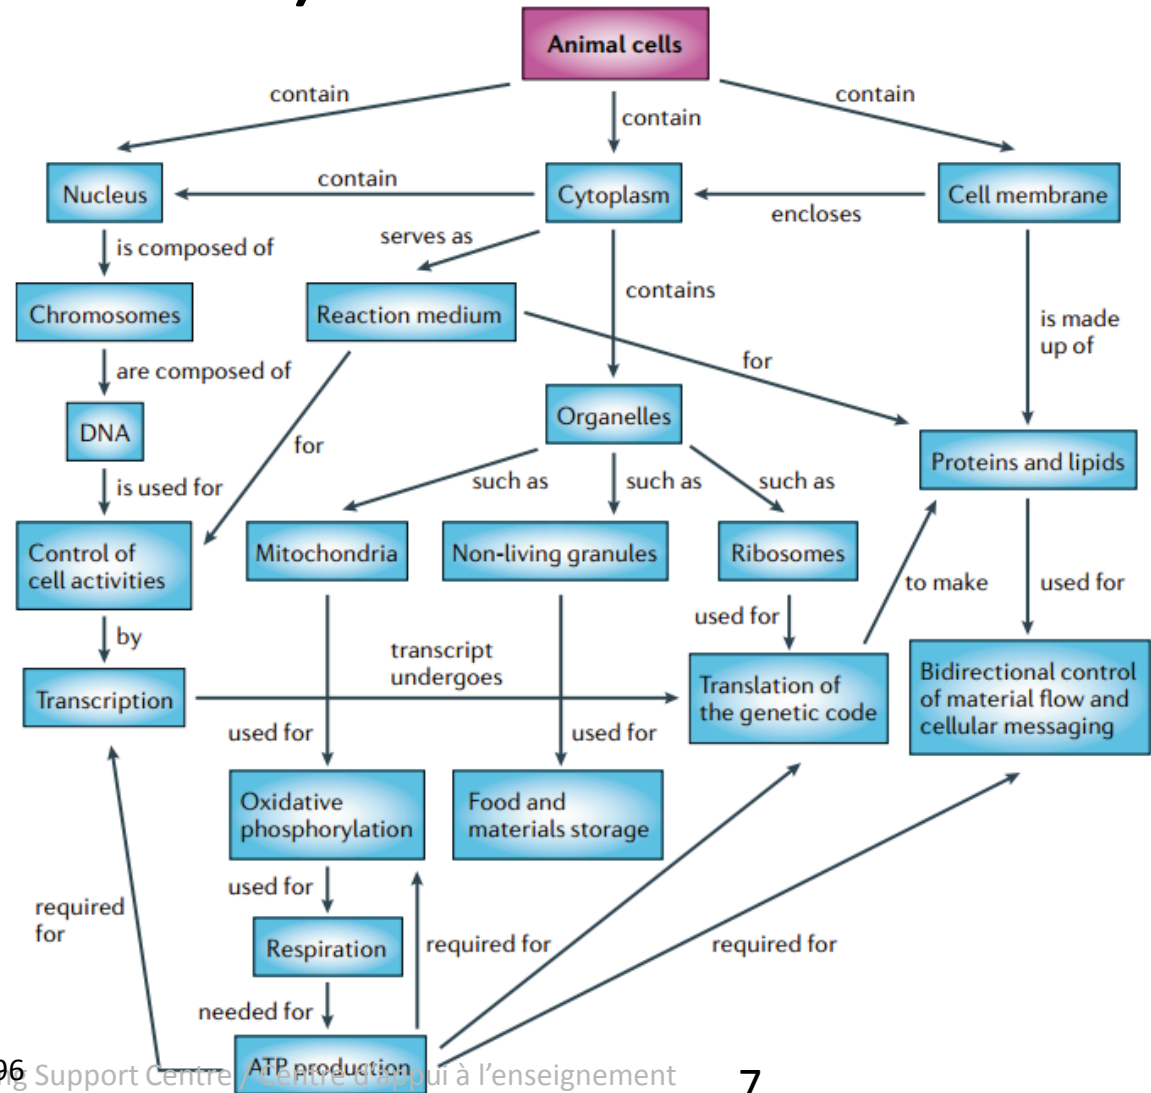 Animal cells
contain
contain
contain
Nucleus
contain
Cytoplasm
encloses
Cell membrane
is composed of
serves as
contains
is made
up of
Chromosomes
Reaction medium
for
are composed of
Organelles
DNA
for
Proteins and lipids
such as
such as
such as
is used for
Control of
cell activities
Mitochondria
Non-living granules
Ribosomes
to make
used for
used for
by
transcript
undergoes
Transcription
Translation of
the genetic code
Bidirectional control
of material flow and
cellular messaging
used for
used for
Oxidative
phosphorylation
Food and
materials storage
used for
required
for
Respiration
required for
required for
needed for
ATP production
96
ng Support Centre / Centre d'appui à l'enseignement
7